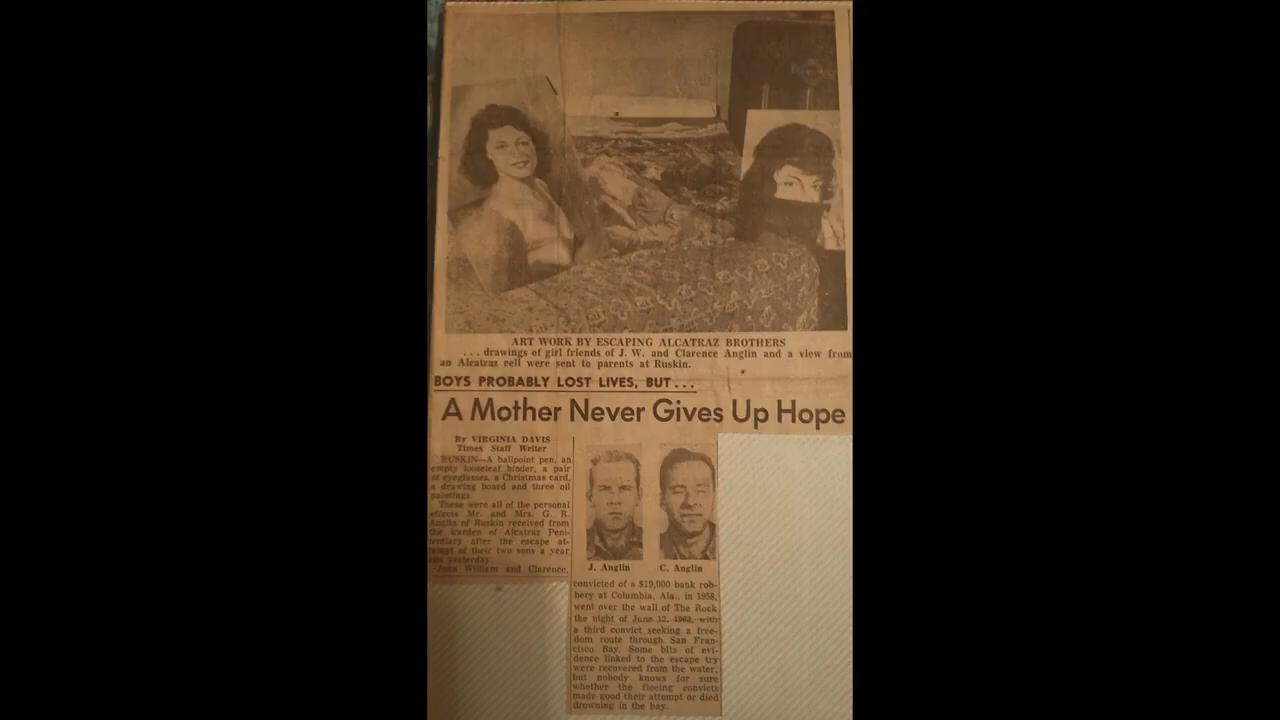 ART WORK BY ESCAPING ALCATRAZ BROTHERS
. . . drawings of girl friends of J. W. and Clarence Anglin and a view from
an Alcatraz cell were sent to parents at Ruskin.
BOYS PROBABLY LOST LIVES, BUT . . .
A Mother Never Gives Up Hope
By VIRGINIA DAVIS
Times Staff Writer
RUSKIN—A ballpoint pen, an
empty looseleaf binder, a pair
of eyeglasses, a Christmas card,
a drawing board and three oil
paintings.
These were all of the personal
effects Mr. and Mrs. G. R.
Anglin of Ruskin received from
the warden of Alcatraz Peni-
tentiary after the escape at-
tempt of their two sons a year
ago yesterday.
John William and Clarence,
J. Anglin
C. Anglin
convicted of a $19,000 bank rob-
bery at Columbia, Ala., in 1958,
went over the wall of The Rock
the night of June 12, 1962, with
a third convict seeking a free-
dom route through San Fran-
cisco Bay. Some bits of evi-
dence linked to the escape try
were recovered from the water,
but nobody knows for sure
whether the fleeing convicts
made good their attempt or died
drowning in the bay.